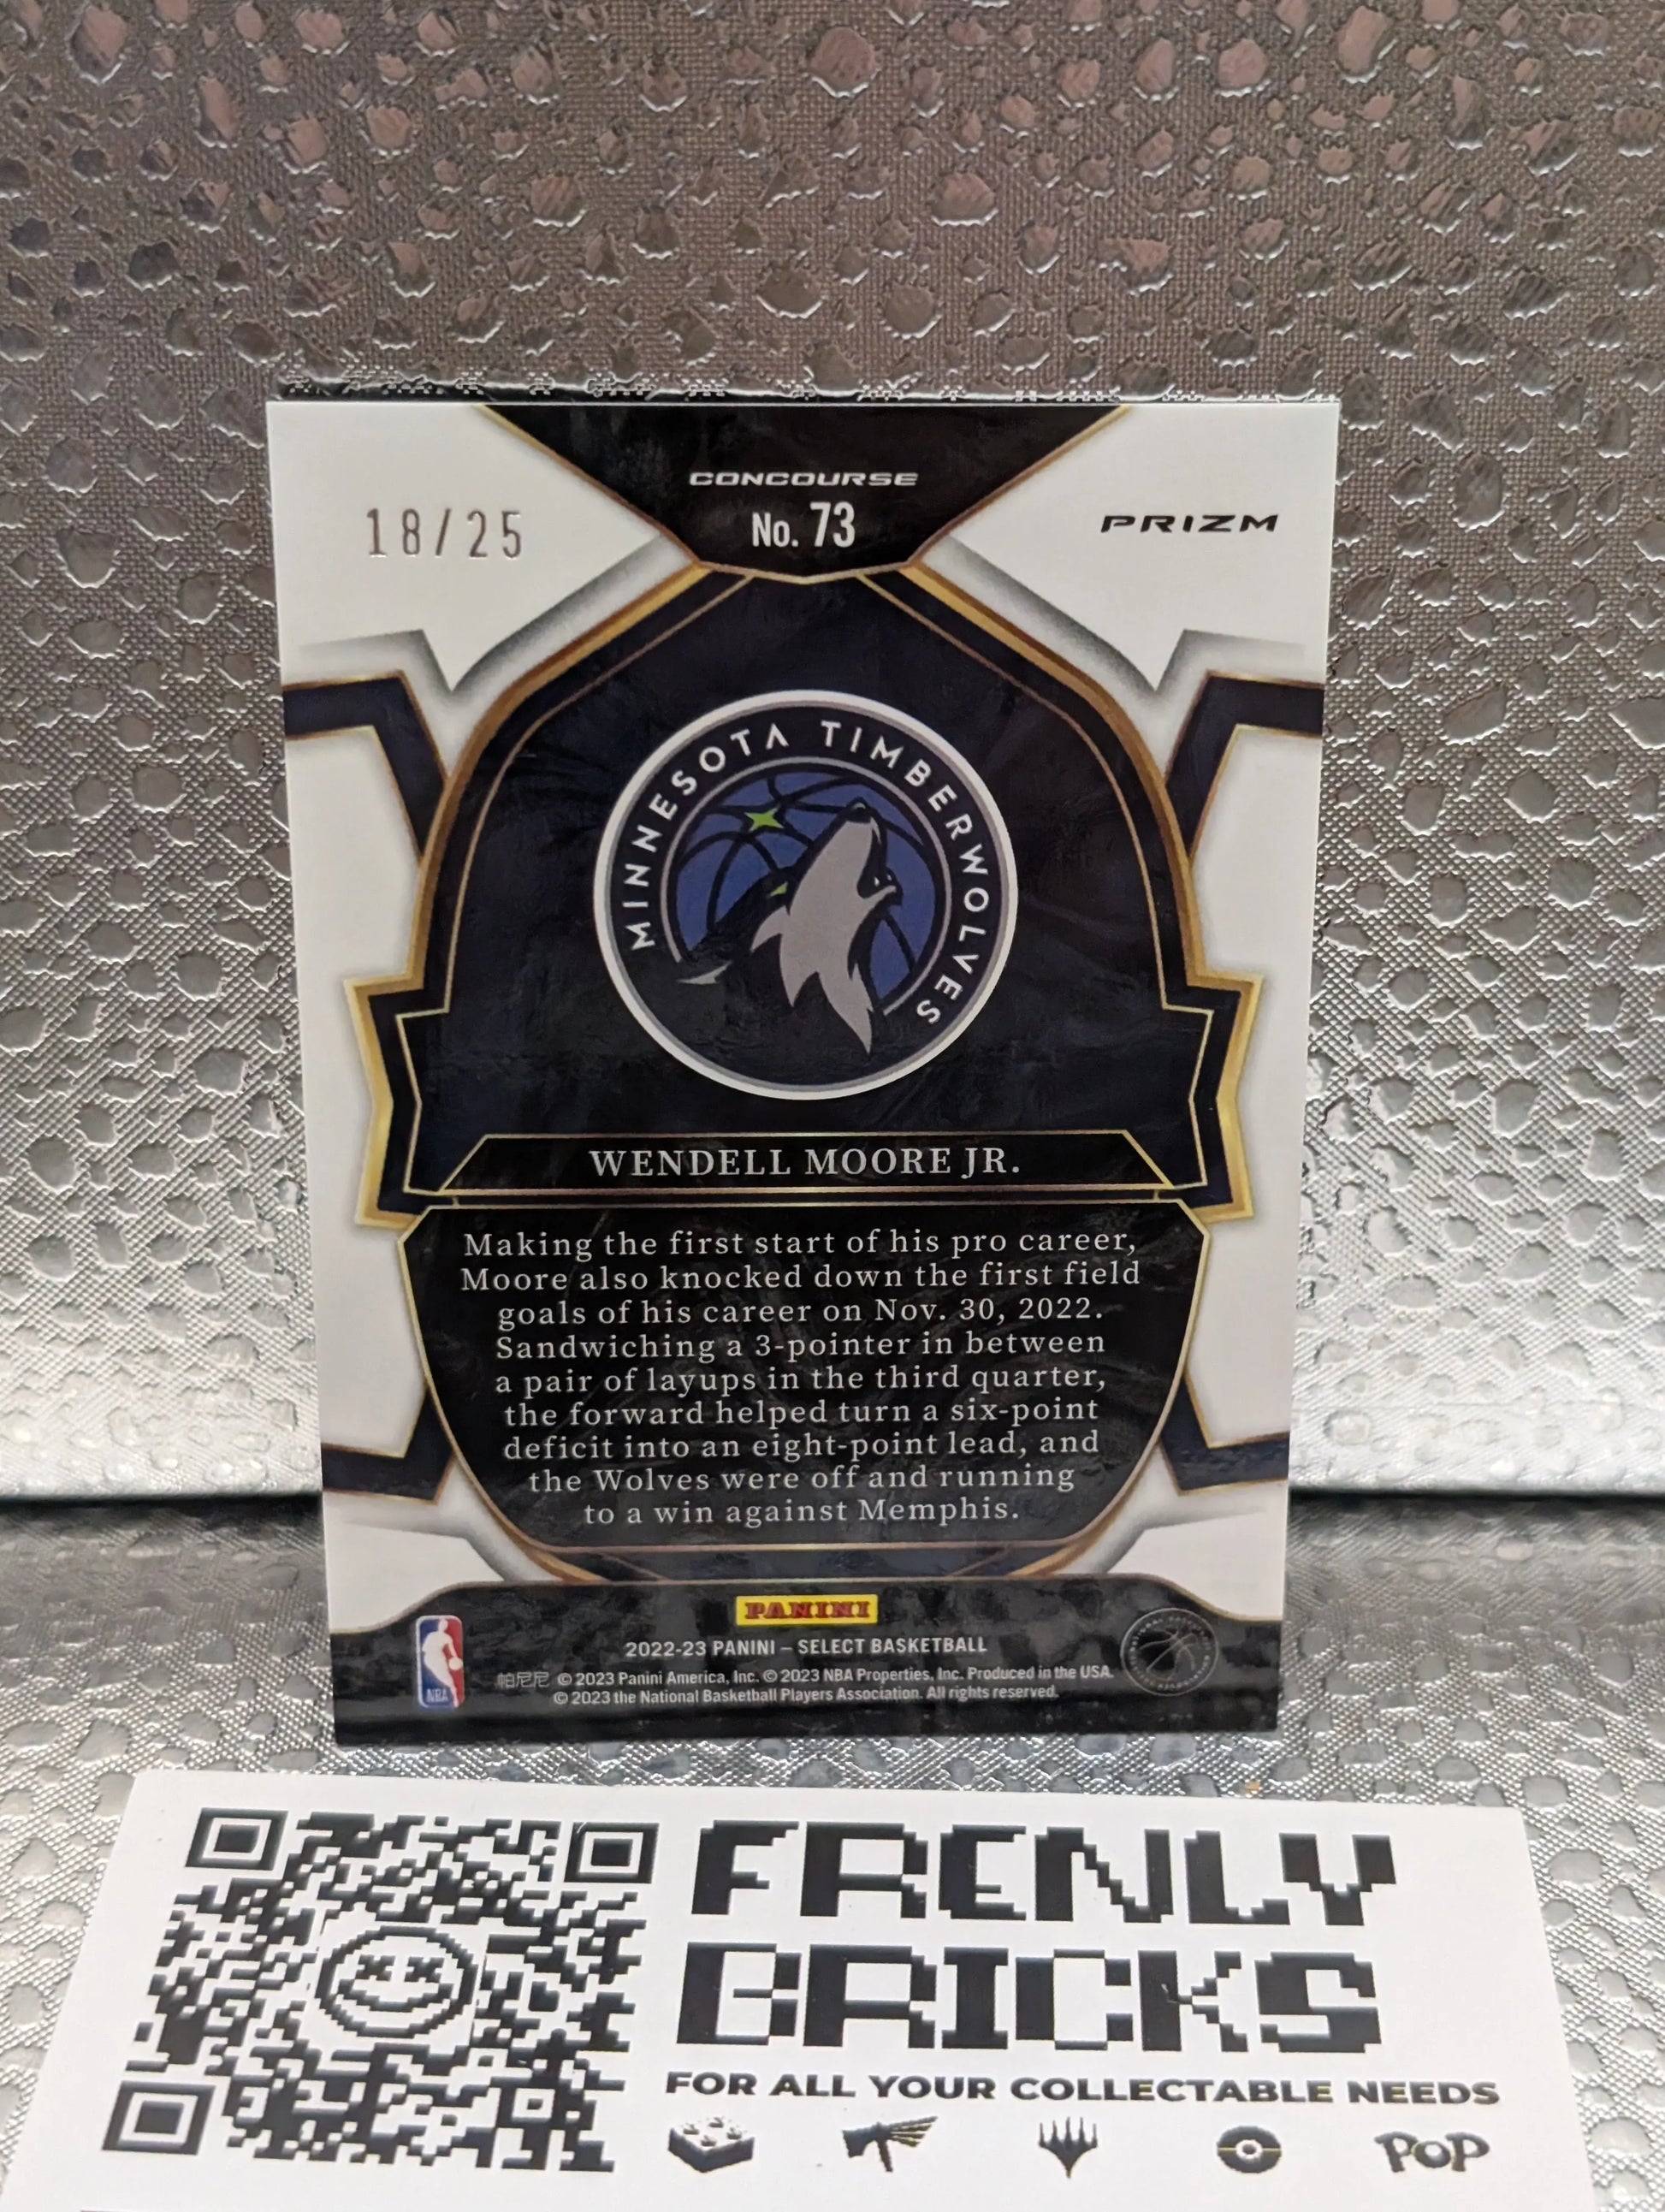 CONCOURSE
18/25
No. 73
PRIZM
MINNESOTA TIMBERWOLVES
WENDELL MOORE JR.
Making the first start of his pro career,
Moore also knocked down the first field
goals of his career on Nov. 30, 2022.
Sandwiching a 3-pointer in between
a pair of layups in the third quarter,
the forward helped turn a six-point
deficit into an eight-point lead, and
the Wolves were off and running
to a win against Memphis.
PANINI
2022-23 PANINI – SELECT BASKETBALL
帕尼尼 © 2023 Panini America, Inc. © 2023 NBA Properties, Inc. Produced in the USA.
© 2023 the National Basketball Players Association. All rights reserved.
NBA
FRENLY
BRICKS
FOR ALL YOUR COLLECTABLE NEEDS
POP